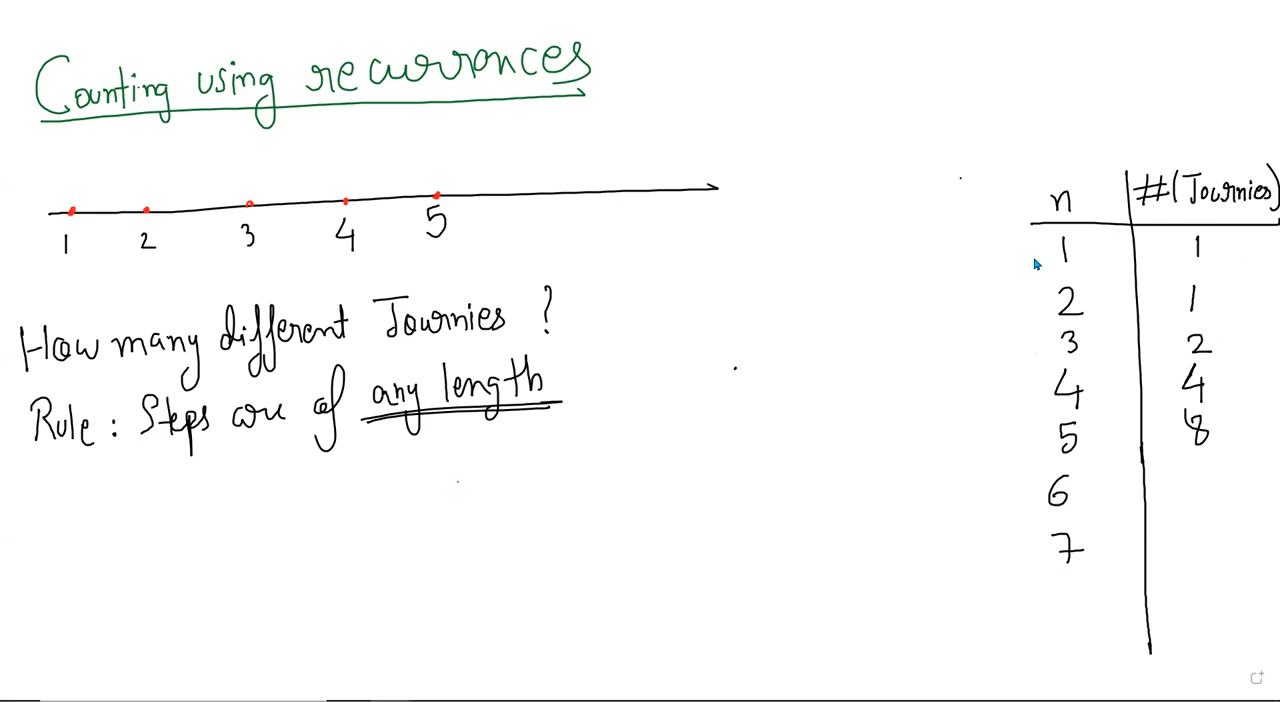 Counting using recurrences
1 2 3 4 5
How many different Journies ?
Rule : Steps are of any length
n #(Journies)
1 1
2 1
3 2
4 4
5 8
6
7